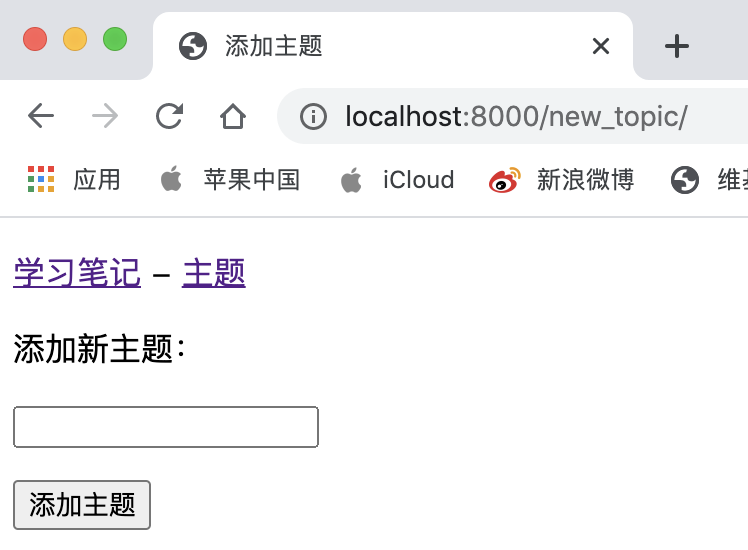 添加主题
localhost:8000/new_topic/
应用 苹果中国 iCloud 新浪微博 维
学习笔记 – 主题
添加新主题：
添加主题